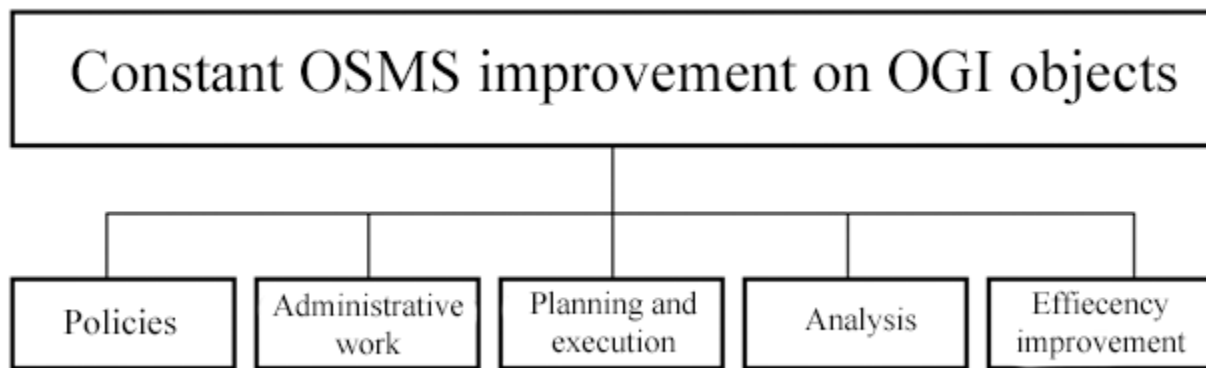 Constant OSMS improvement on OGI objects
Policies
Administrative
work
Planning and
execution
Analysis
Effiecency
improvement